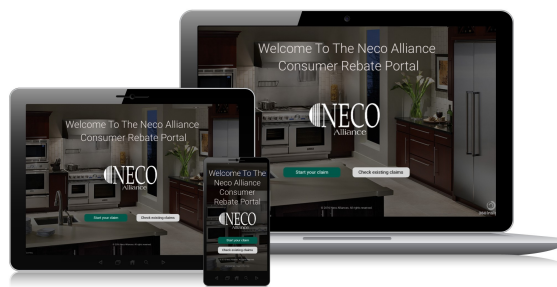 Welcome To The Neco Alliance
Consumer Rebate Portal
NECO
Alliance
Start your claim
Check existing claims
Welcome To The Neco Alliance
Consumer Rebate Portal
NECO
Alliance
Start your claim
Check existing claims
Welcome To The
Neco Alliance
Consumer
Rebate Portal
NECO
Alliance
Start your claim
Check existing claims